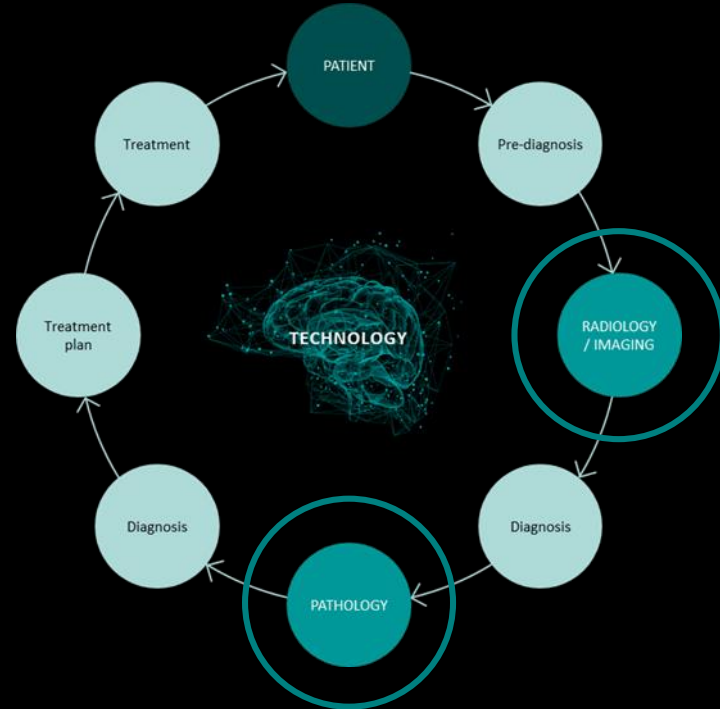 PATIENT
Pre-diagnosis
RADIOLOGY
/ IMAGING
Diagnosis
PATHOLOGY
Diagnosis
Treatment
plan
Treatment
TECHNOLOGY